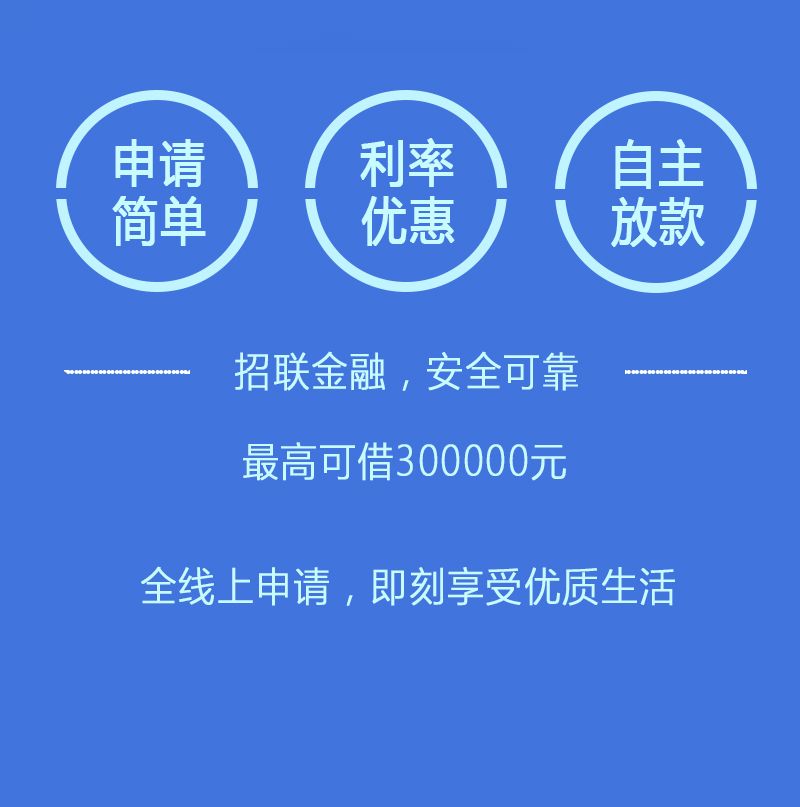 申请
简单
利率
优惠
自主
放款
招联金融，安全可靠
最高可借300000元
全线上申请，即刻享受优质生活